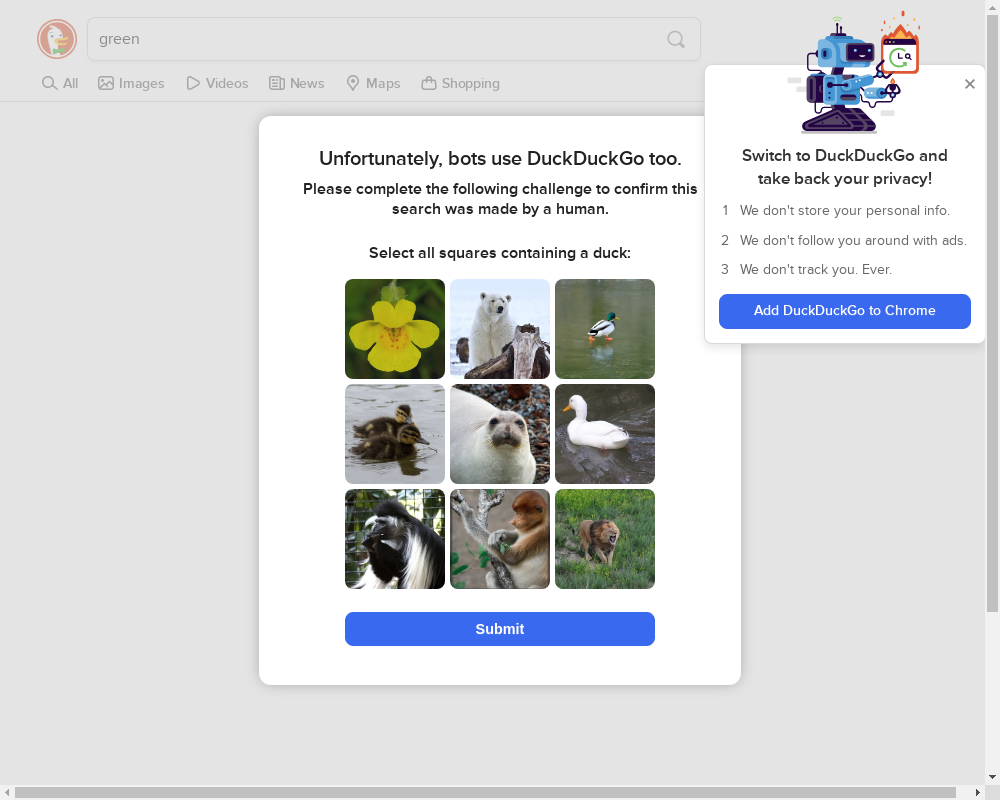 green
All
Images
Videos
News
Maps
Shopping
Unfortunately, bots use DuckDuckGo too.
Please complete the following challenge to confirm this
search was made by a human.
Select all squares containing a duck:
Submit
Switch to DuckDuckGo and
take back your privacy!
1 We don't store your personal info.
2 We don't follow you around with ads.
3 We don't track you. Ever.
Add DuckDuckGo to Chrome